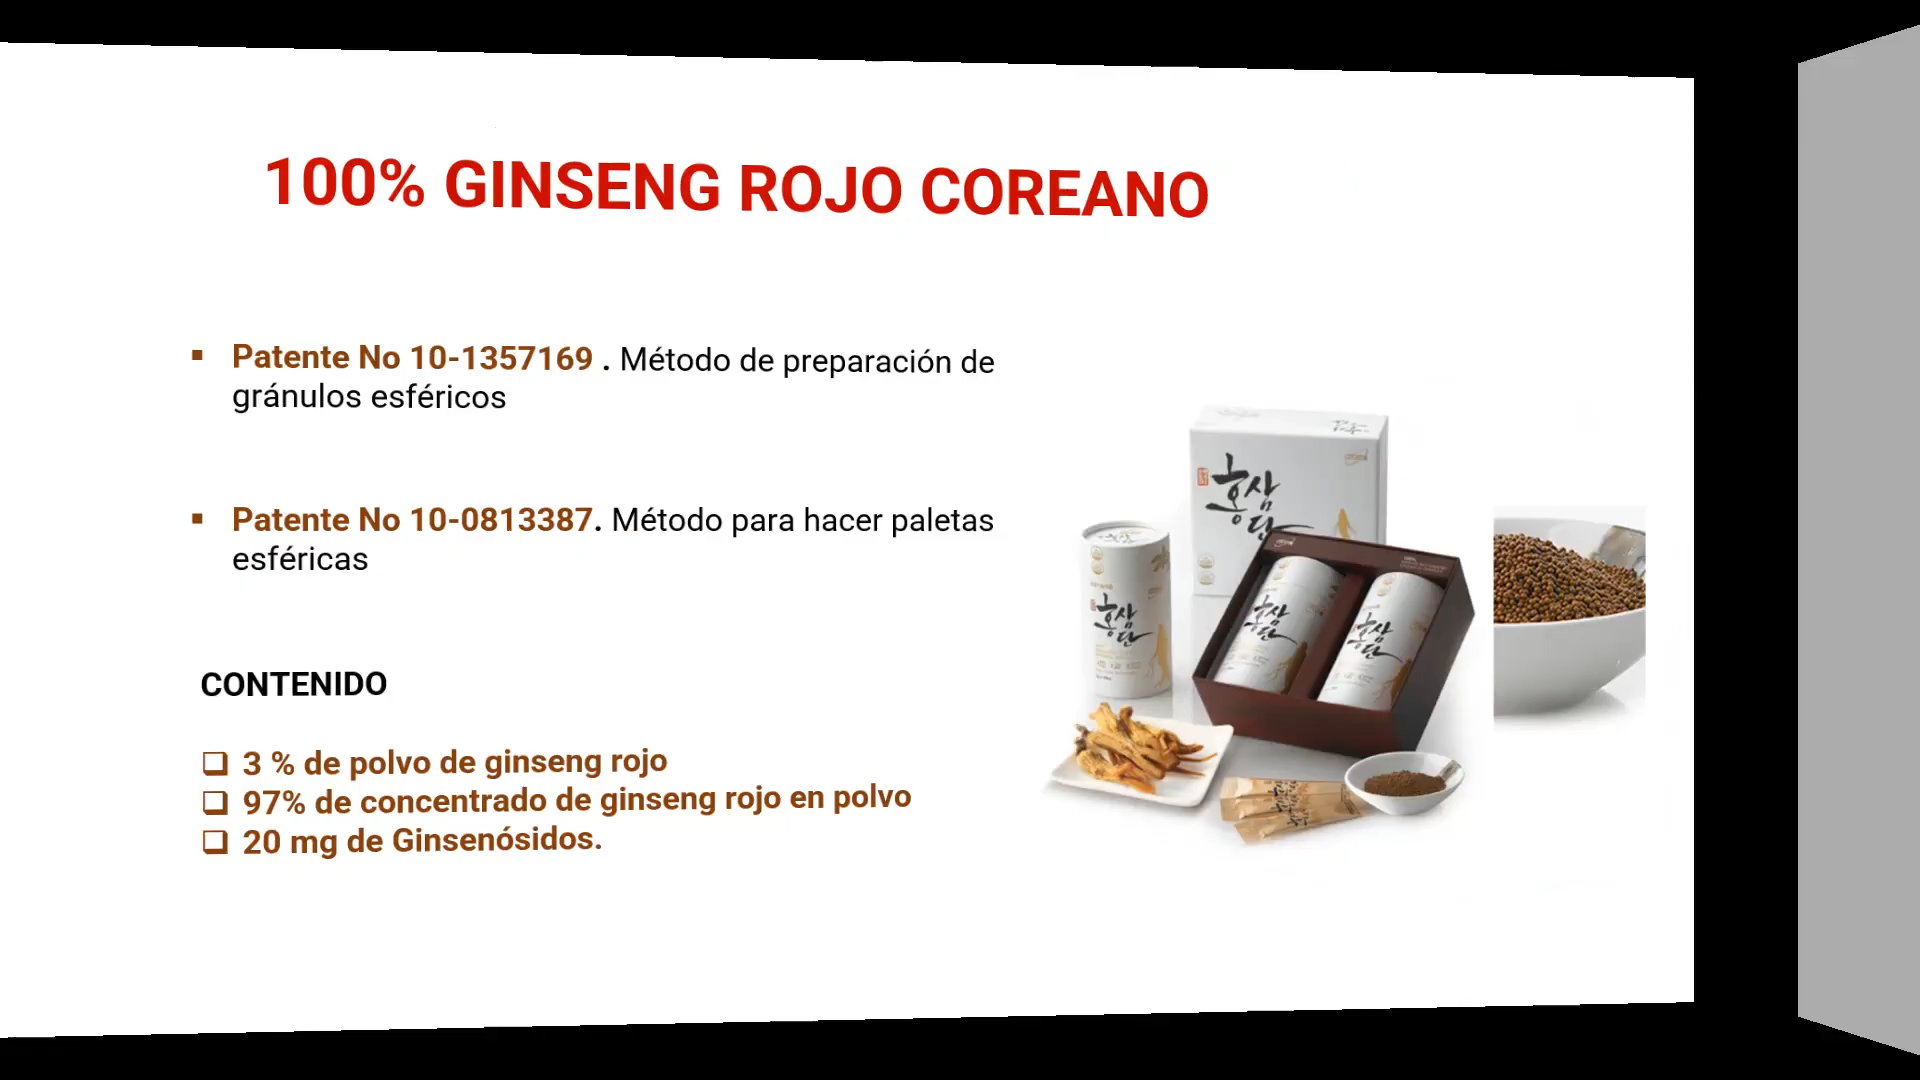 100% GINSENG ROJO COREANO
▪ Patente No 10-1357169 . Método de preparación de
gránulos esféricos
▪ Patente No 10-0813387. Método para hacer paletas
esféricas
CONTENIDO
❑ 3 % de polvo de ginseng rojo
❑ 97% de concentrado de ginseng rojo en polvo
❑ 20 mg de Ginsenósidos.
홍삼
단
홍삼
단
홍삼
단
홍삼
단